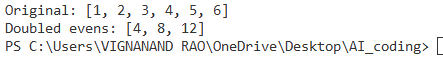 Original: [1, 2, 3, 4, 5, 6]
Doubled evens: [4, 8, 12]
PS C:\Users\VIGNANAND RAO\OneDrive\Desktop\AI_coding>